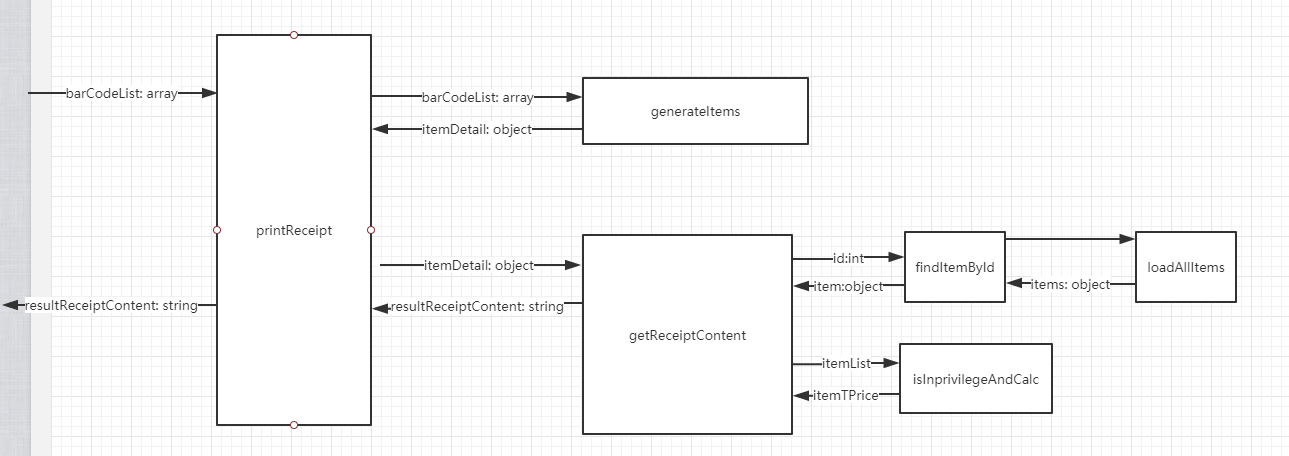 barCodeList: array
barCodeList: array
generateItems
itemDetail: object
printReceipt
itemDetail: object
id:int
findItemById
loadAllItems
item:object
items: object
resultReceiptContent: string
resultReceiptContent: string
getReceiptContent
itemList
isInprivilegeAndCalc
itemTPrice